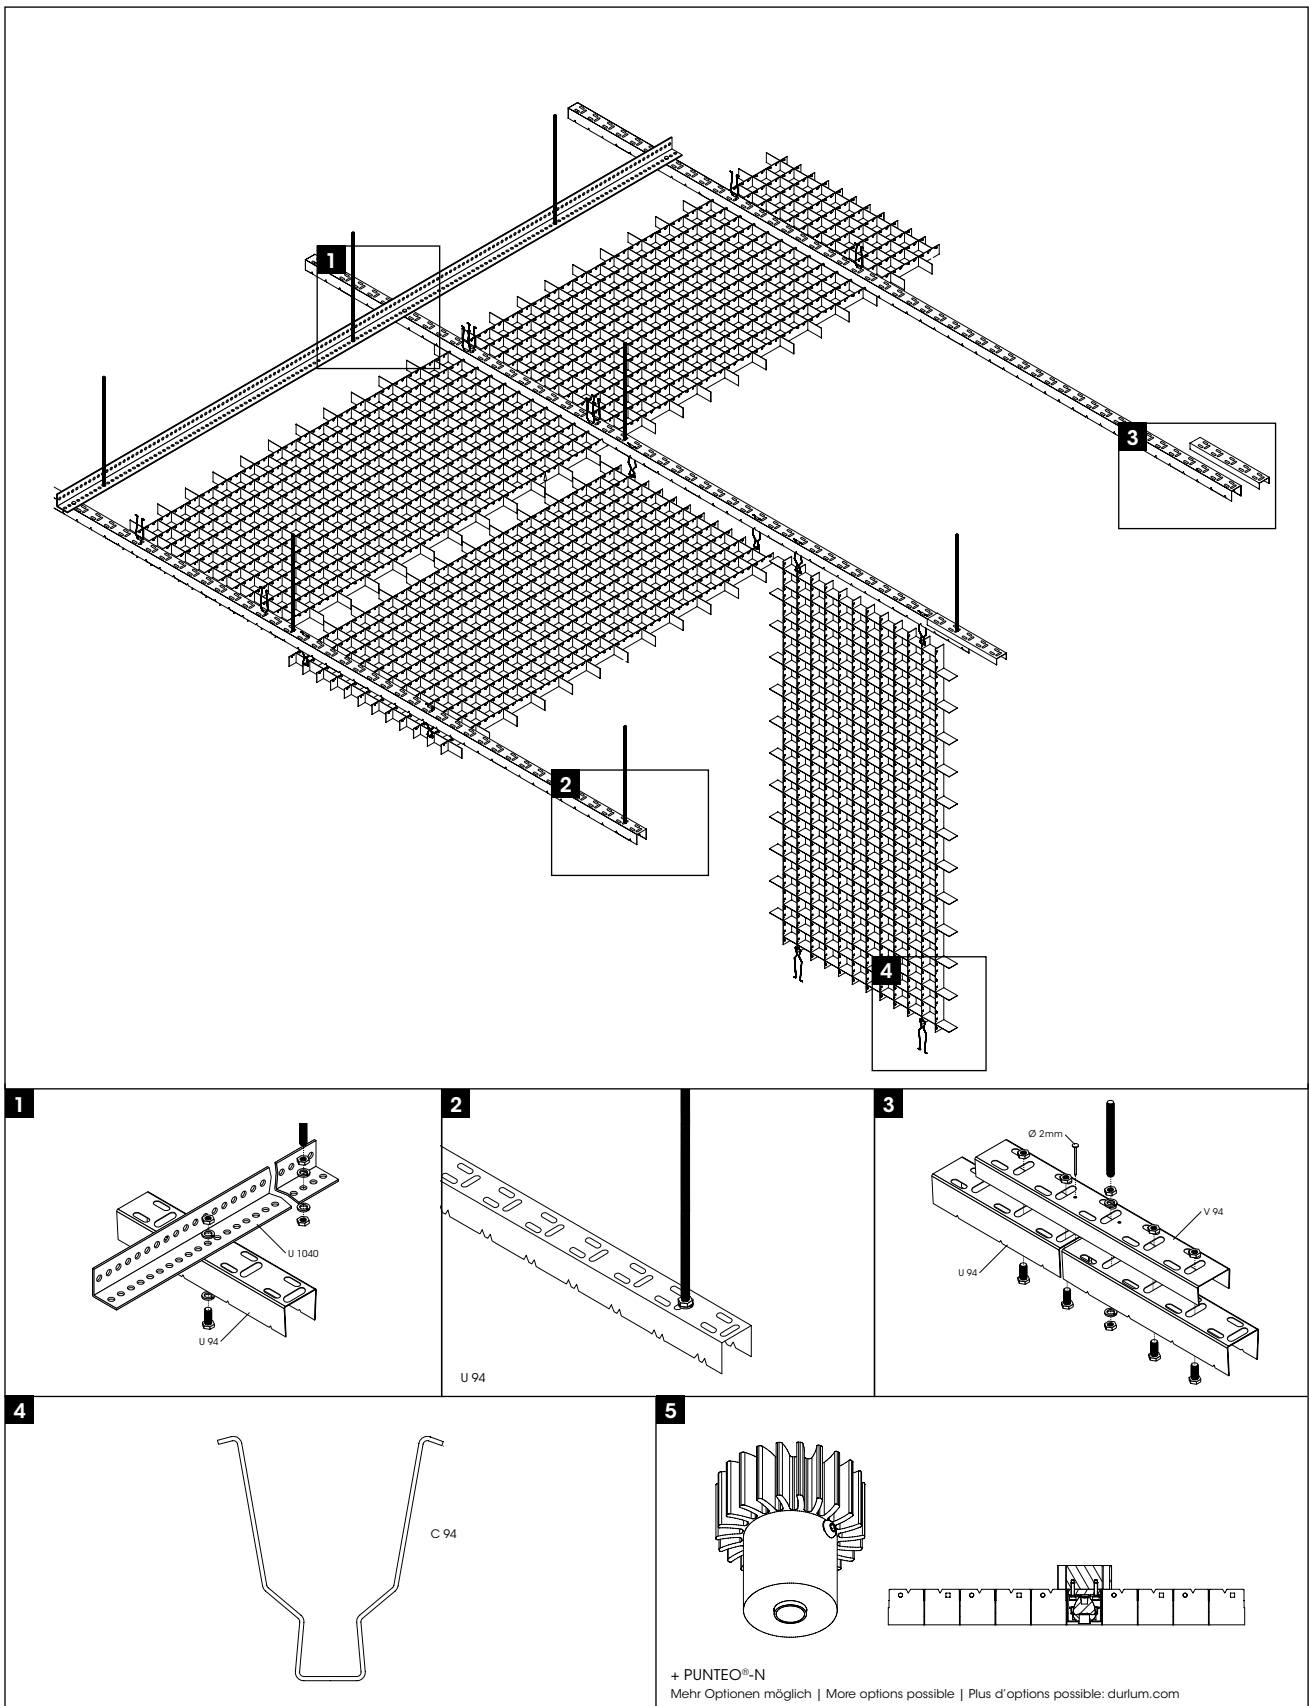 1
3
2
4
1
U 1040
U 94
2
U 94
3
Ø 2mm
V 94
U 94
4
C 94
5
+ PUNTEO®-N
Mehr Optionen möglich | More options possible | Plus d'options possible: durlum.com